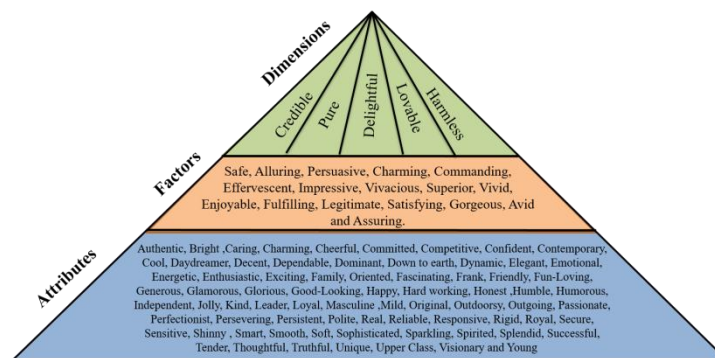 Dimensions
Credible
Pure
Delightful
Lovable
Harmless
Factors
Safe, Alluring, Persuasive, Charming, Commanding,
Effervescent, Impressive, Vivacious, Superior, Vivid,
Enjoyable, Fulfilling, Legitimate, Satisfying, Gorgeous, Avid
and Assuring.
Attributes
Authentic, Bright ,Caring, Charming, Cheerful, Committed, Competitive, Confident, Contemporary,
Cool, Daydreamer, Decent, Dependable, Dominant, Down to earth, Dynamic, Elegant, Emotional,
Energetic, Enthusiastic, Exciting, Family, Oriented, Fascinating, Frank, Friendly, Fun-Loving,
Generous, Glamorous, Glorious, Good-Looking, Happy, Hard working, Honest ,Humble, Humorous,
Independent, Jolly, Kind, Leader, Loyal, Masculine ,Mild, Original, Outdoorsy, Outgoing, Passionate,
Perfectionist, Persevering, Persistent, Polite, Real, Reliable, Responsive, Rigid, Royal, Secure,
Sensitive, Shinny , Smart, Smooth, Soft, Sophisticated, Sparkling, Spirited, Splendid, Successful,
Tender, Thoughtful, Truthful, Unique, Upper Class, Visionary and Young